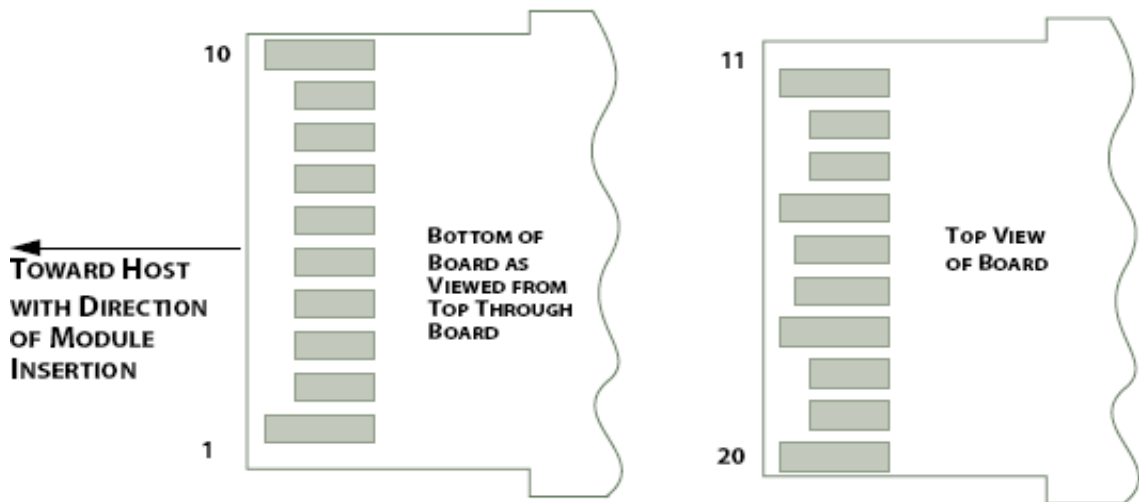 10
Toward Host
with Direction
of Module
Insertion
1
Bottom of
Board as
Viewed from
Top Through
Board
11
Top View
of Board
20